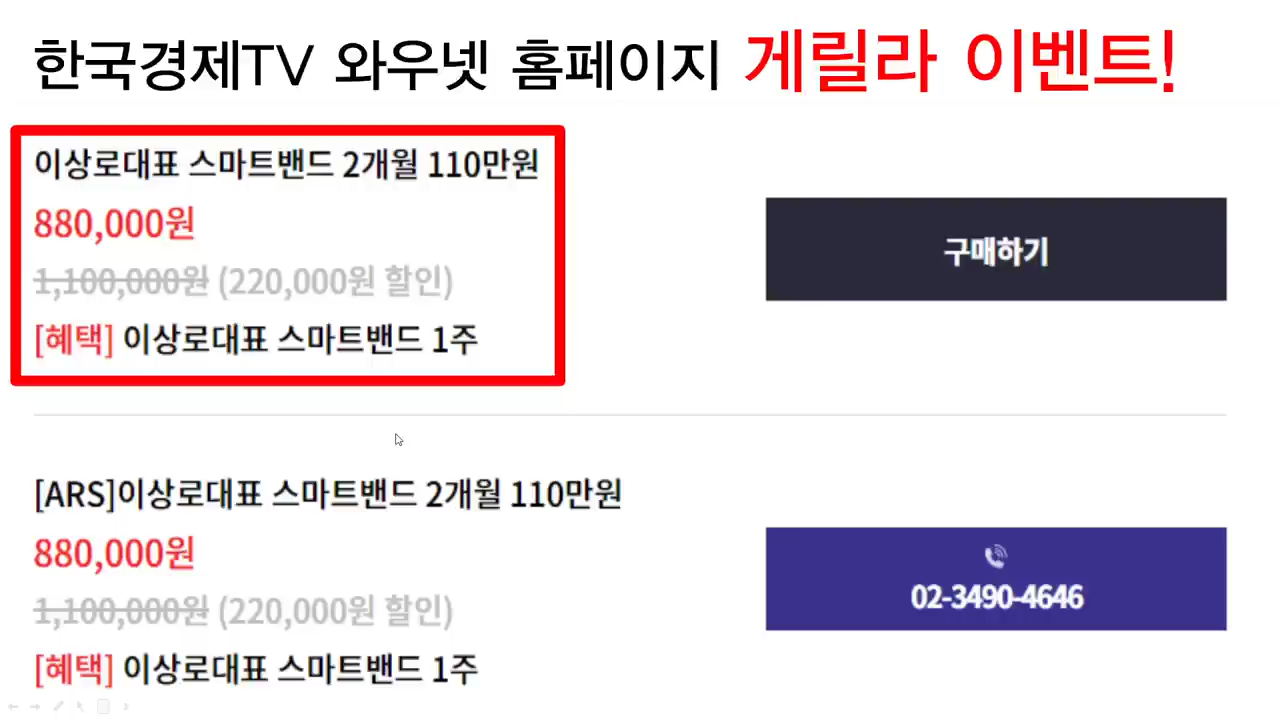 한국경제TV 와우넷 홈페이지 게릴라 이벤트!
이상로대표 스마트밴드 2개월 110만원
880,000원
1,100,000원 (220,000원 할인)
[혜택] 이상로대표 스마트밴드 1주
구매하기
[ARS]이상로대표 스마트밴드 2개월 110만원
880,000원
1,100,000원 (220,000원 할인)
[혜택] 이상로대표 스마트밴드 1주
02-3490-4646